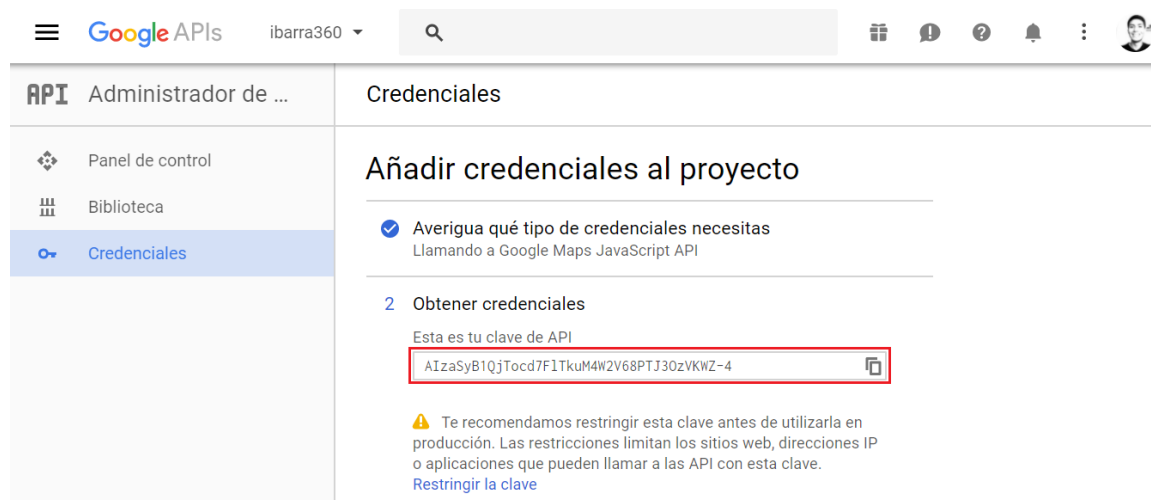 Google APIs
ibarra360
API Administrador de ...
Credenciales
Panel de control
Biblioteca
Credenciales
Añadir credenciales al proyecto
Averigua qué tipo de credenciales necesitas
Llamando a Google Maps JavaScript API
2 Obtener credenciales
Esta es tu clave de API
AIzaSyB1QjTocd7FlTkuM4W2V68PTJ3OzVKWZ-4
Te recomendamos restringir esta clave antes de utilizarla en
producción. Las restricciones limitan los sitios web, direcciones IP
o aplicaciones que pueden llamar a las API con esta clave.
Restringir la clave